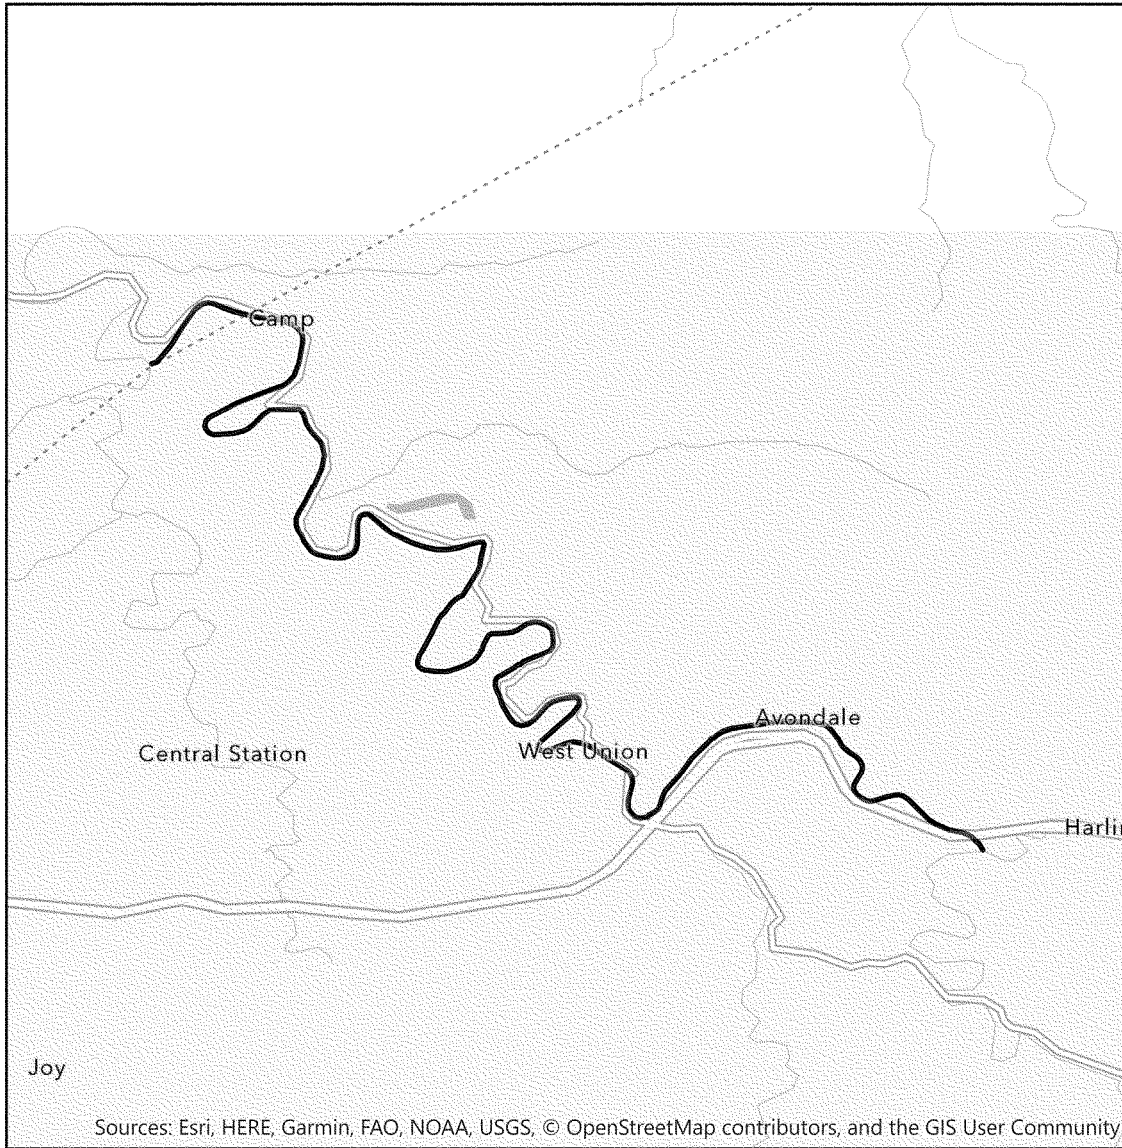 Camp
Avondale
West Union
Central Station
Harlin
Joy
Sources: Esri, HERE, Garmin, FAO, NOAA, USGS, © OpenStreetMap contributors, and the GIS User Community